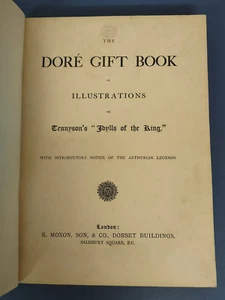 THE
DORÉ GIFT BOOK
OF
ILLUSTRATIONS
TO
Tennyson's "Idylls of the King."
WITH INTRODUCTORY NOTICE OF THE ARTHURIAN LEGENDS
London:
E. MOXON, SON, & CO., DORSET BUILDINGS,
SALISBURY SQUARE, E.C.